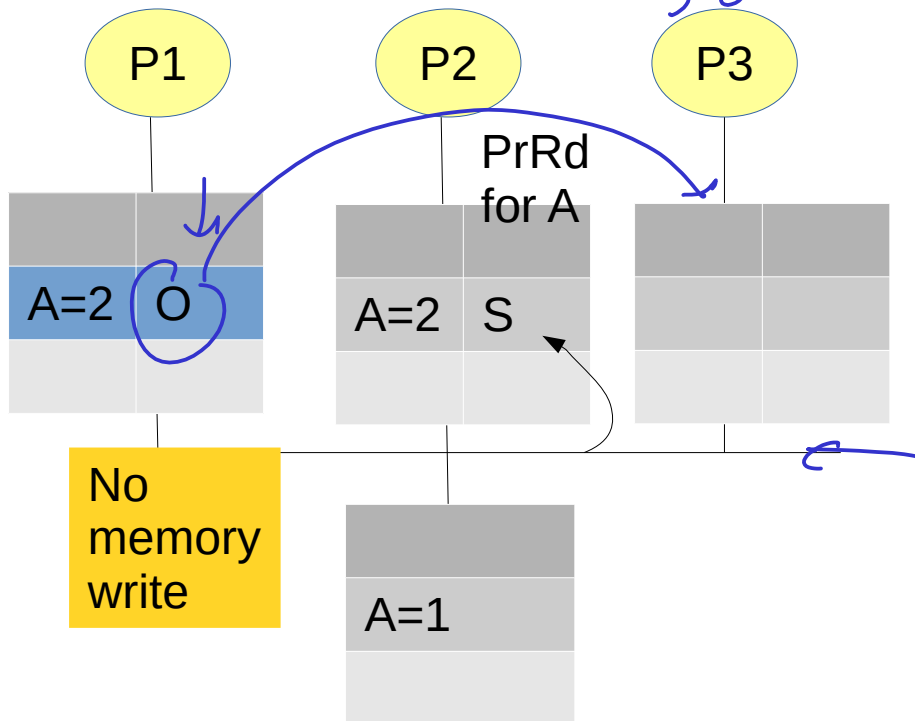 P1
P2
P3
PrRd
for A
A=2 O
A=2 S
No
memory
write
A=1